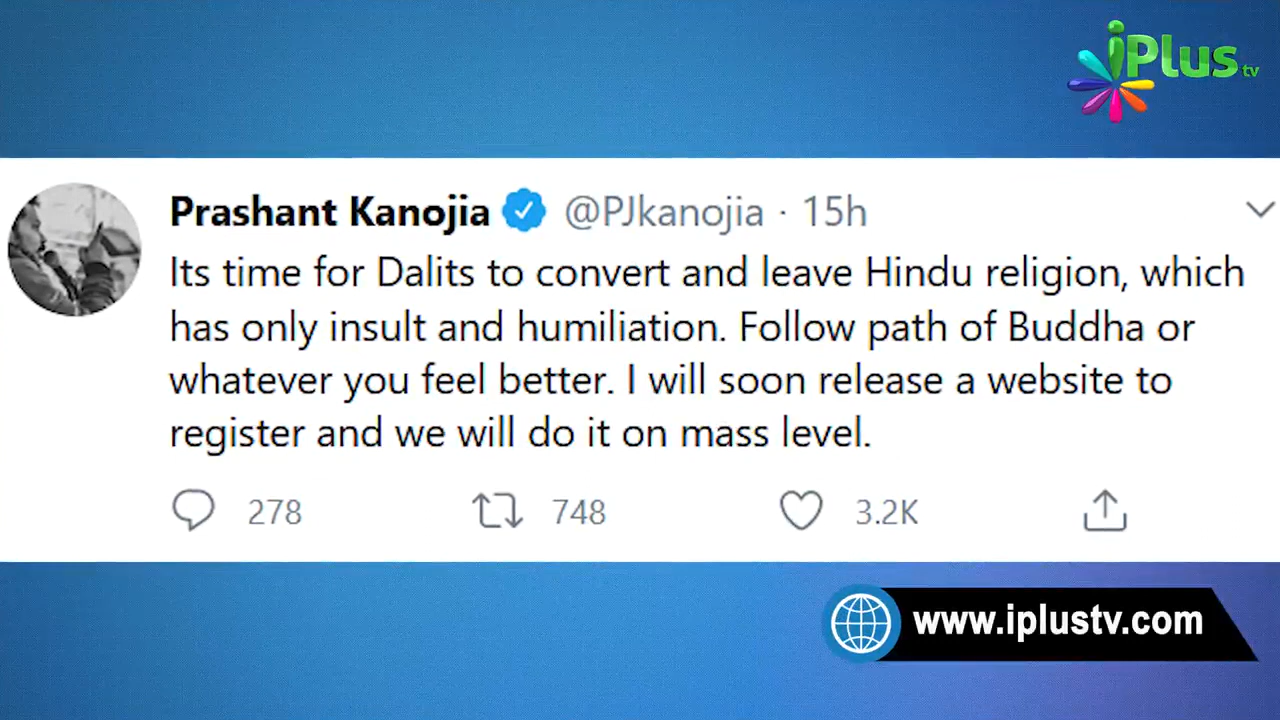 iPlus tv
Prashant Kanojia @PJkanojia · 15h
Its time for Dalits to convert and leave Hindu religion, which
has only insult and humiliation. Follow path of Buddha or
whatever you feel better. I will soon release a website to
register and we will do it on mass level.
278 748 3.2K
www.iplustv.com